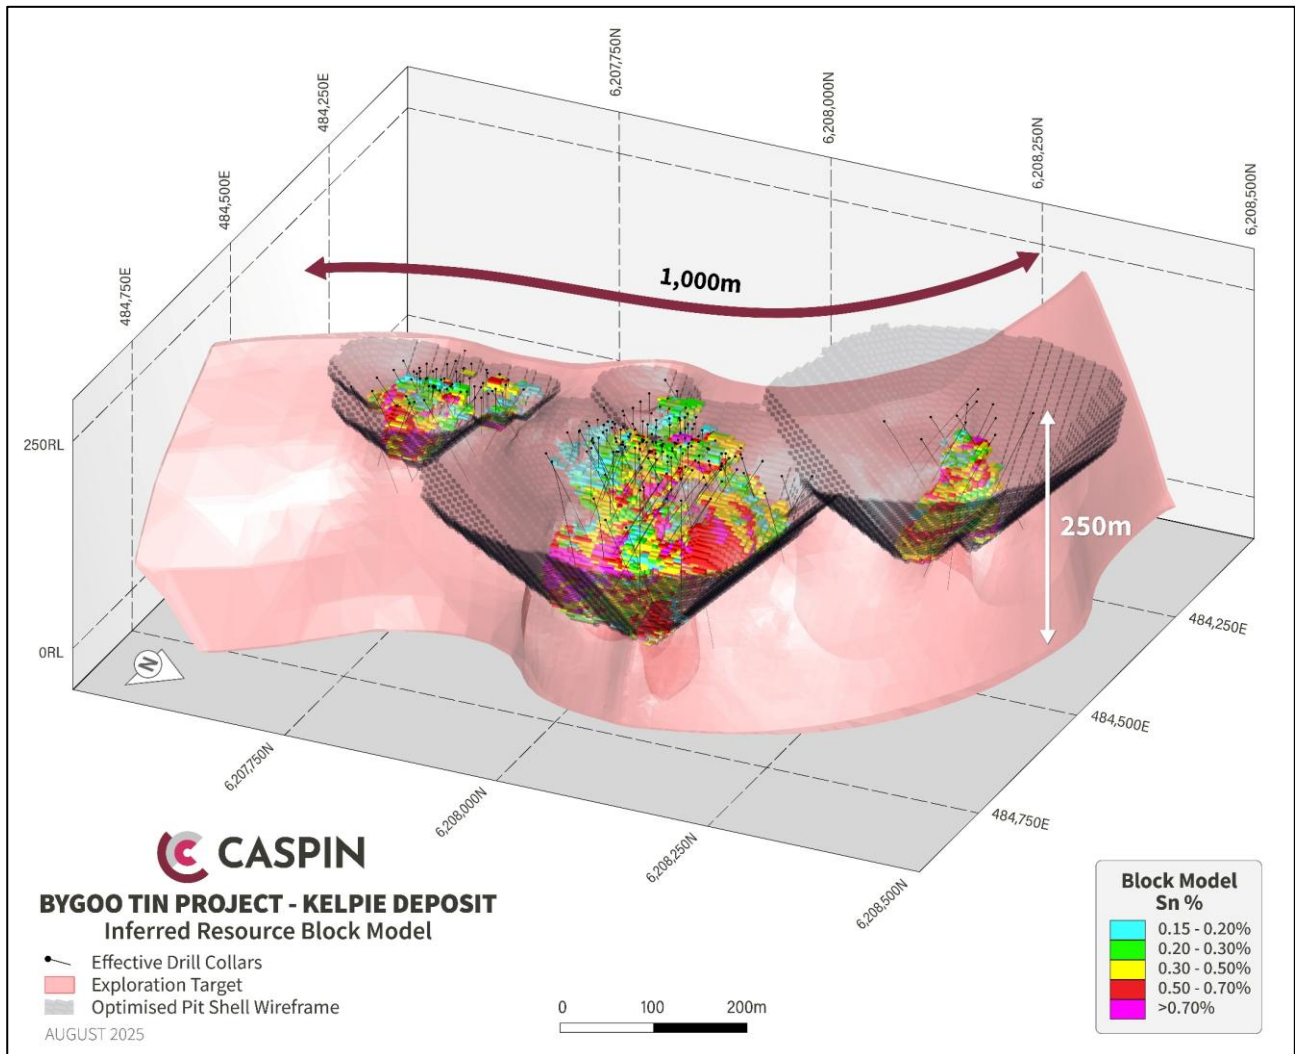 6,207,750N
484,250E
6,208,000N
6,208,250N
484,500E
6,208,500N
484,750E
1,000m
250RL
250m
484,250E
0RL
N
484,500E
6,207,750N
6,208,000N
484,750E
6,208,250N
6,208,500N
CASPIN
BYGOO TIN PROJECT - KELPIE DEPOSIT
Inferred Resource Block Model
Effective Drill Collars
Exploration Target
Optimised Pit Shell Wireframe
AUGUST 2025
0 100 200m
Block Model
Sn %
0.15 - 0.20%
0.20 - 0.30%
0.30 - 0.50%
0.50 - 0.70%
>0.70%